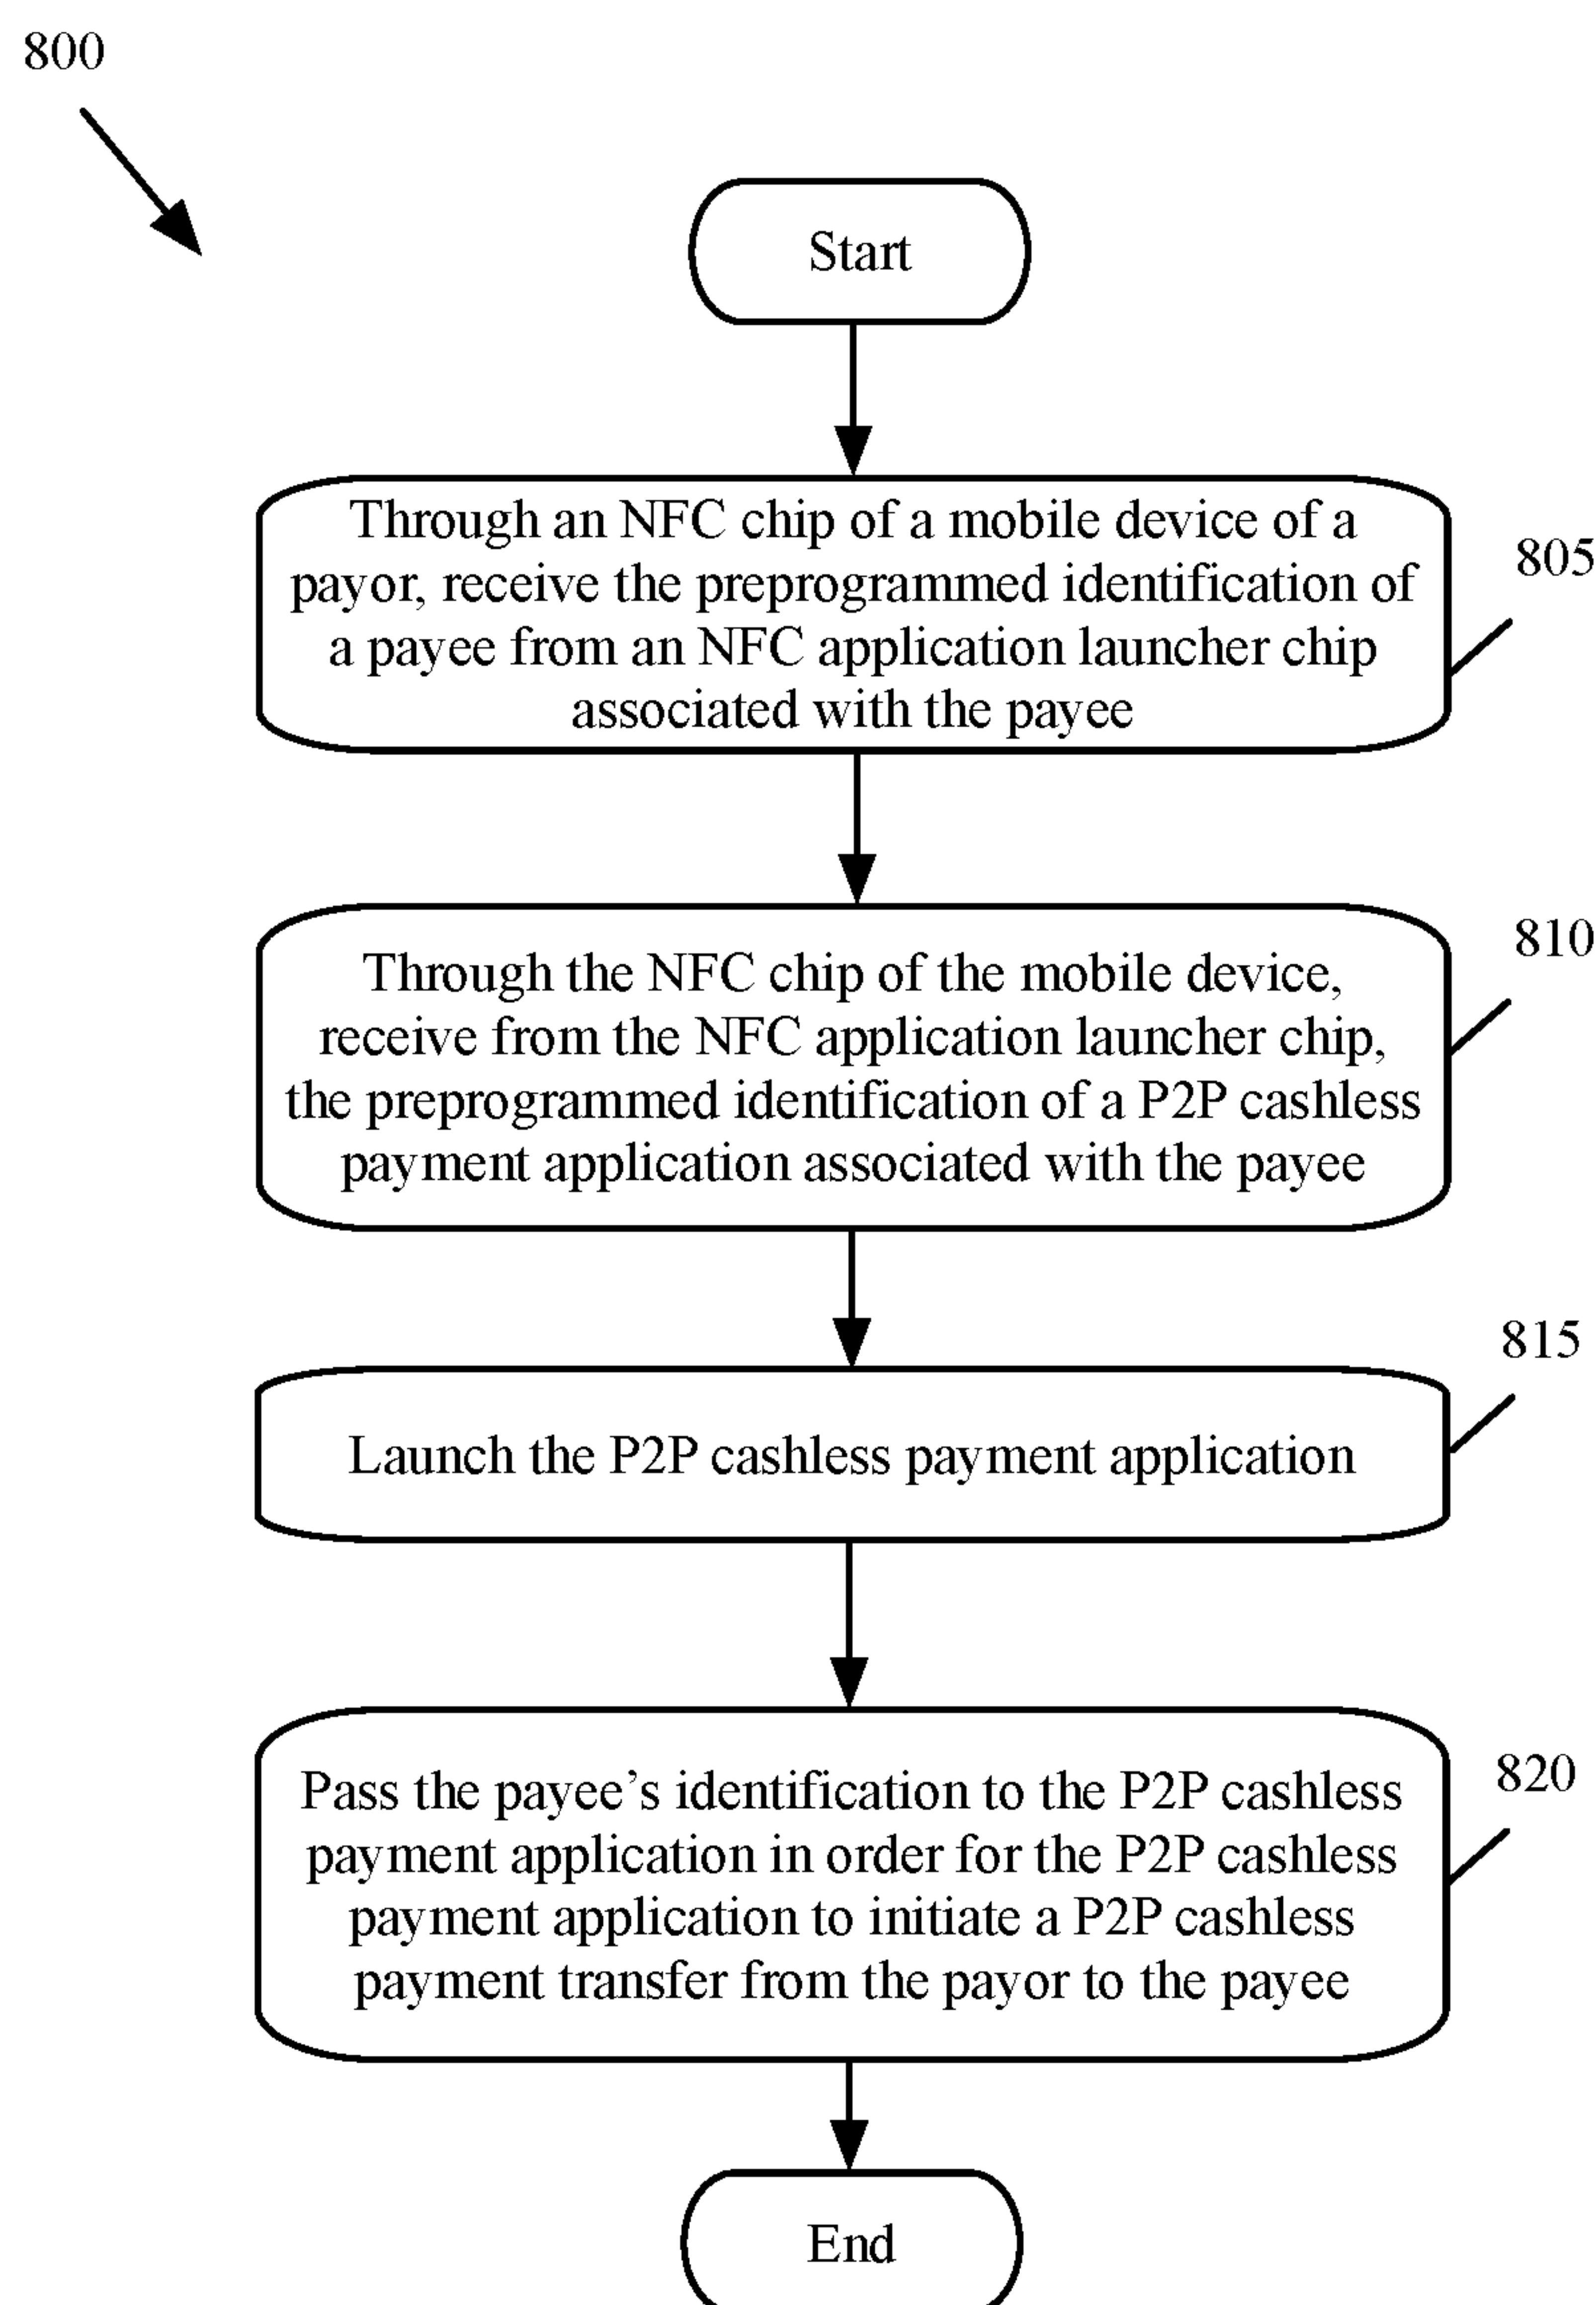 800
Start
Through an NFC chip of a mobile device of a
payor, receive the preprogrammed identification of
a payee from an NFC application launcher chip
associated with the payee
805
Through the NFC chip of the mobile device,
receive from the NFC application launcher chip,
the preprogrammed identification of a P2P cashless
payment application associated with the payee
810
Launch the P2P cashless payment application
815
Pass the payee’s identification to the P2P cashless
payment application in order for the P2P cashless
payment application to initiate a P2P cashless
payment transfer from the payor to the payee
820
End